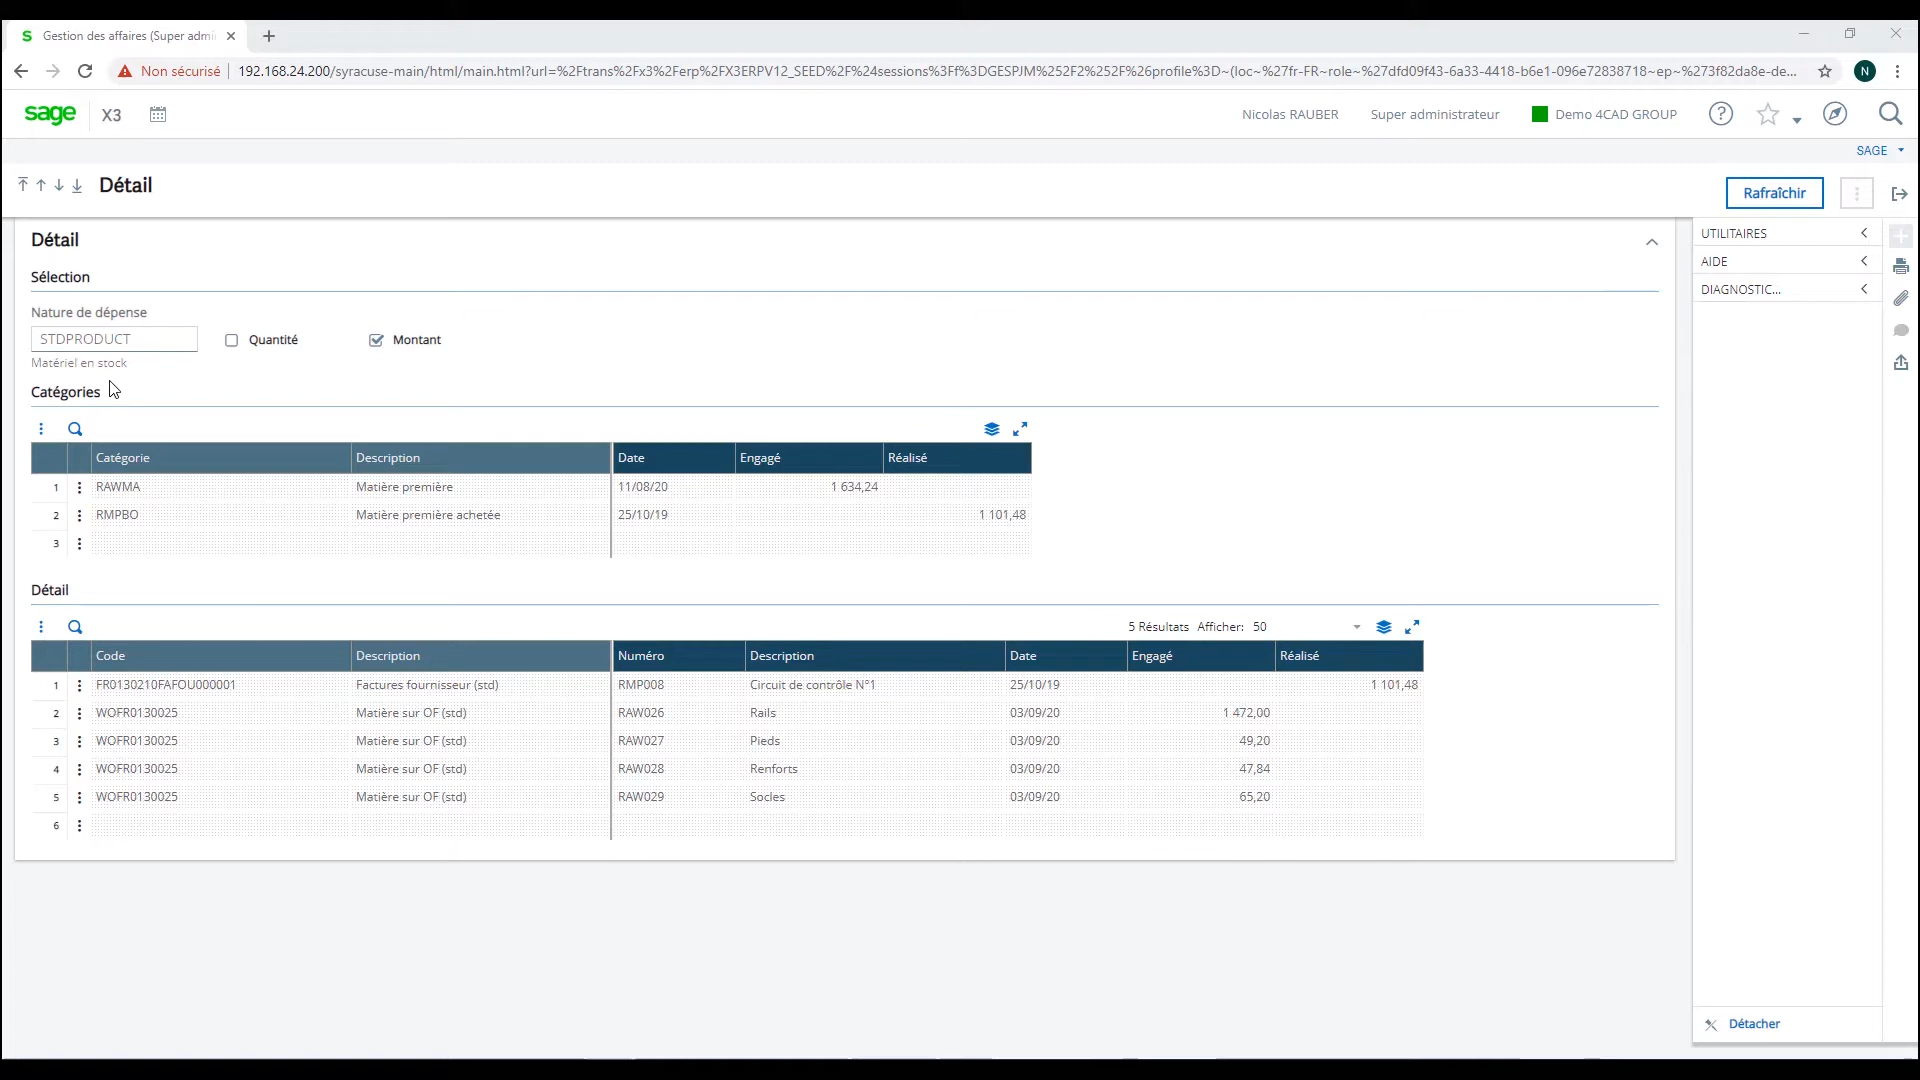 S Gestion des affaires (Super admi
Non sécurisé 192.168.24.200/syracuse-main/html/main.html?url=%2Ftrans%2Fx3%2Ferp%2FX3ERPV12_SEED%2F%24sessions%3Ff%3DGESPJM%252F2%252F%26profile%3D~(loc~%27fr-FR~role~%27dfd09f43-6a33-4418-b6e1-096e72838718~ep~%273f82da8e-de... N
sage X3 Nicolas RAUBER Super administrateur Demo 4CAD GROUP ?
SAGE
Détail Rafraîchir
Détail
Sélection
Nature de dépense
STDPRODUCT Quantité Montant
Matériel en stock
Catégories
Catégorie Description Date Engagé Réalisé
1 RAWMA Matière première 11/08/20 1 634,24
2 RMPBO Matière première achetée 25/10/19 1 101,48
3
Détail
5 Résultats Afficher: 50
Code Description Numéro Description Date Engagé Réalisé
1 FR0130210FAFOU000001 Factures fournisseur (std) RMP008 Circuit de contrôle N°1 25/10/19 1 101,48
2 WOFR0130025 Matière sur OF (std) RAW026 Rails 03/09/20 1 472,00
3 WOFR0130025 Matière sur OF (std) RAW027 Pieds 03/09/20 49,20
4 WOFR0130025 Matière sur OF (std) RAW028 Renforts 03/09/20 47,84
5 WOFR0130025 Matière sur OF (std) RAW029 Socles 03/09/20 65,20
6
UTILITAIRES
AIDE
DIAGNOSTIC...
Détacher